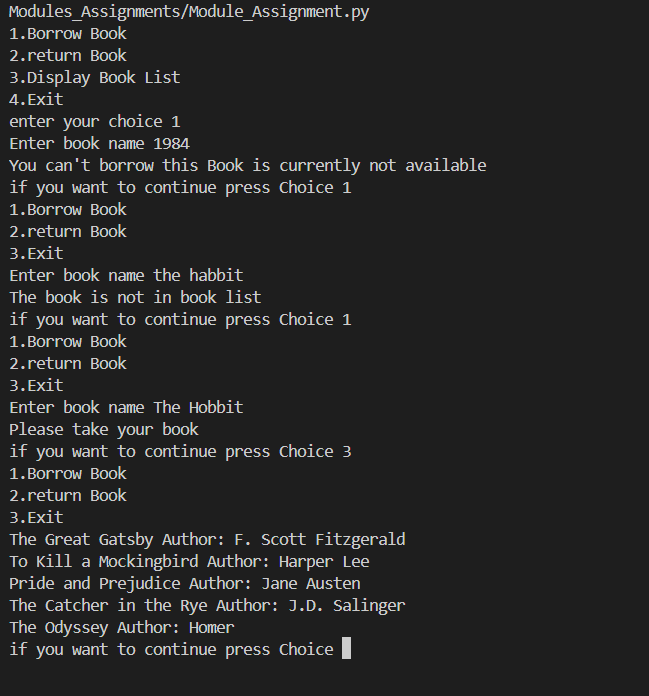 Modules_Assignments/Module_Assignment.py
1.Borrow Book
2.return Book
3.Display Book List
4.Exit
enter your choice 1
Enter book name 1984
You can't borrow this Book is currently not available
if you want to continue press Choice 1
1.Borrow Book
2.return Book
3.Exit
Enter book name the habbit
The book is not in book list
if you want to continue press Choice 1
1.Borrow Book
2.return Book
3.Exit
Enter book name The Hobbit
Please take your book
if you want to continue press Choice 3
1.Borrow Book
2.return Book
3.Exit
The Great Gatsby Author: F. Scott Fitzgerald
To Kill a Mockingbird Author: Harper Lee
Pride and Prejudice Author: Jane Austen
The Catcher in the Rye Author: J.D. Salinger
The Odyssey Author: Homer
if you want to continue press Choice